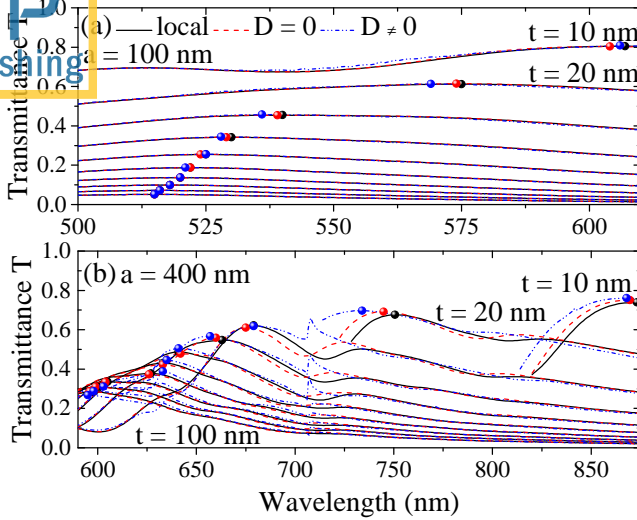 Transmittance T
1.0
0.8
0.6
0.4
0.2
0.0
(a)
local
D = 0
D ≠ 0
a = 100 nm
t = 10 nm
t = 20 nm
500
525
550
575
600
Transmittance T
1.0
0.8
0.6
0.4
0.2
0.0
(b) a = 400 nm
t = 10 nm
t = 20 nm
t = 100 nm
600
650
700
750
800
850
Wavelength (nm)